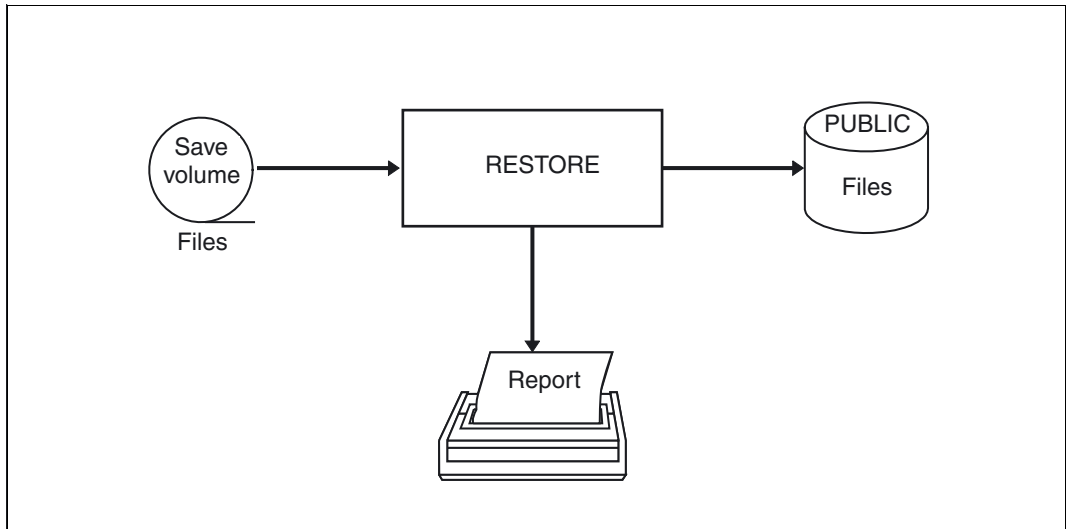 Save
volume
Files
RESTORE
PUBLIC
Files
Report